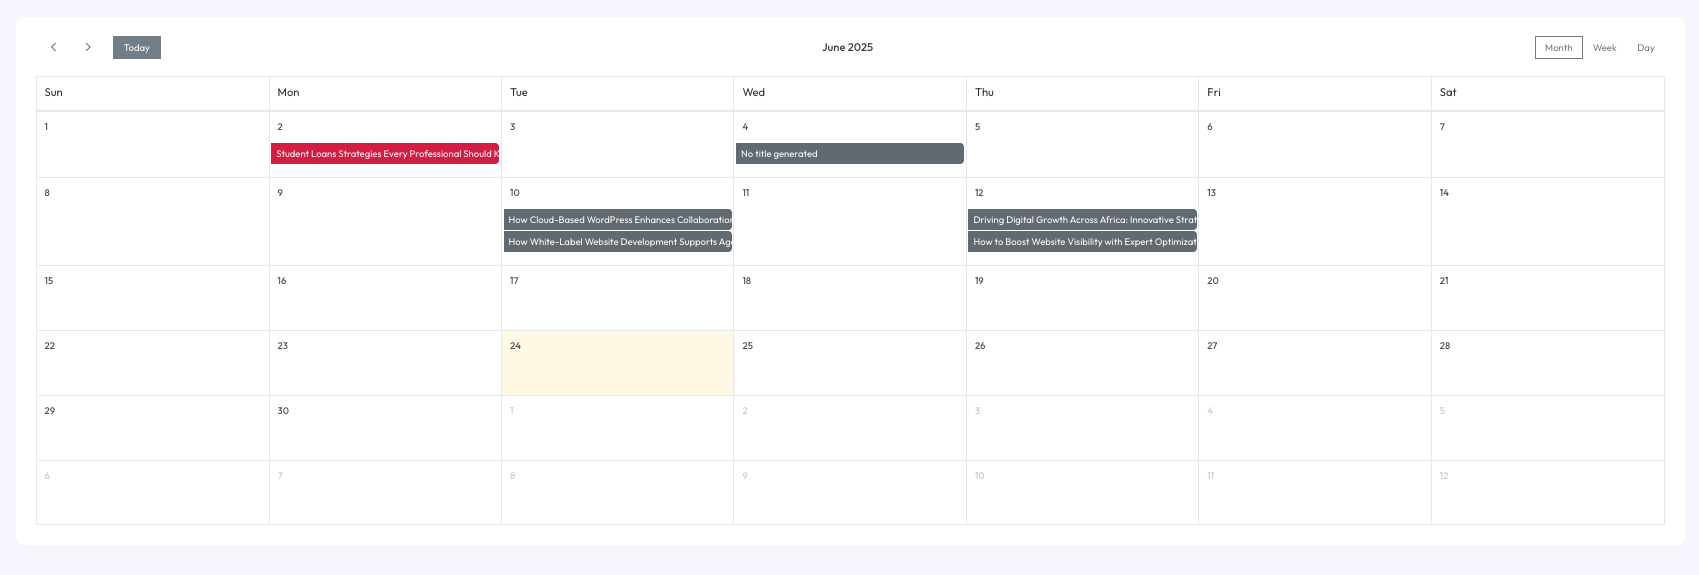 Today
June 2025
Month Week Day
Sun Mon Tue Wed Thu Fri Sat
1 2 3 4 5 6 7
Student Loans Strategies Every Professional Should K
No title generated
8 9 10 11 12 13 14
How Cloud-Based WordPress Enhances Collaboration
Driving Digital Growth Across Africa: Innovative Strat
How White-Label Website Development Supports Ag
How to Boost Website Visibility with Expert Optimizat
15 16 17 18 19 20 21
22 23 24 25 26 27 28
29 30 1 2 3 4 5
6 7 8 9 10 11 12